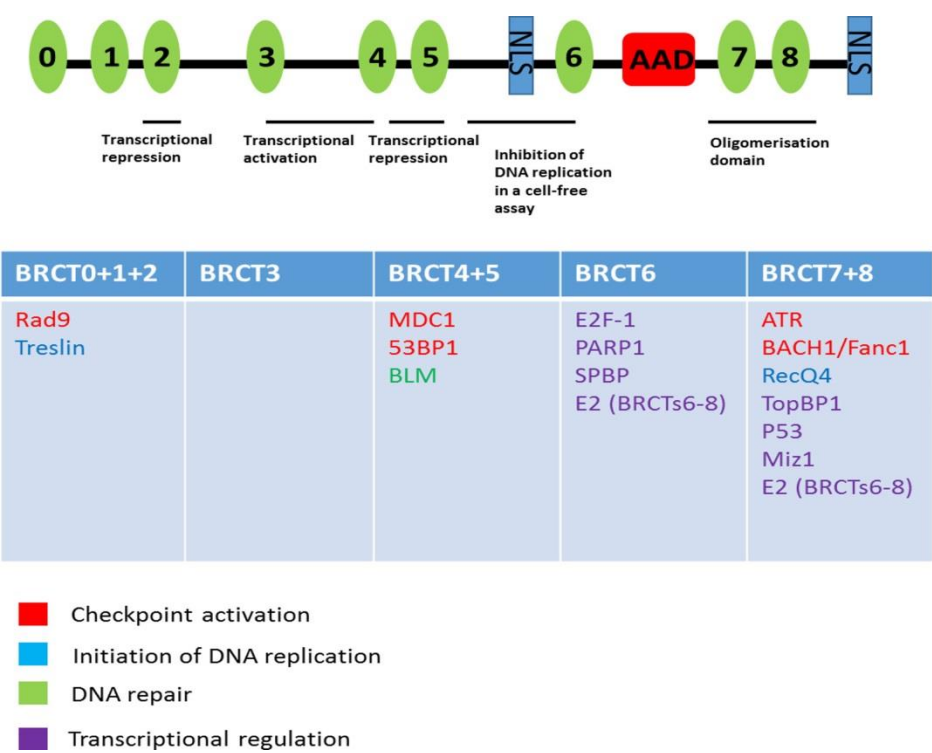 0 1 2 3 4 5 NLS 6 AAD 7 8 NLS
Transcriptional
repression
Transcriptional
activation
Transcriptional
repression
Inhibition of
DNA replication
in a cell-free
assay
Oligomerisation
domain
BRCT0+1+2 BRCT3 BRCT4+5 BRCT6 BRCT7+8
Rad9
Treslin
MDC1
53BP1
BLM
E2F-1
PARP1
SPBP
E2 (BRCTs6-8)
ATR
BACH1/Fanc1
RecQ4
TopBP1
P53
Miz1
E2 (BRCTs6-8)
Checkpoint activation
Initiation of DNA replication
DNA repair
Transcriptional regulation